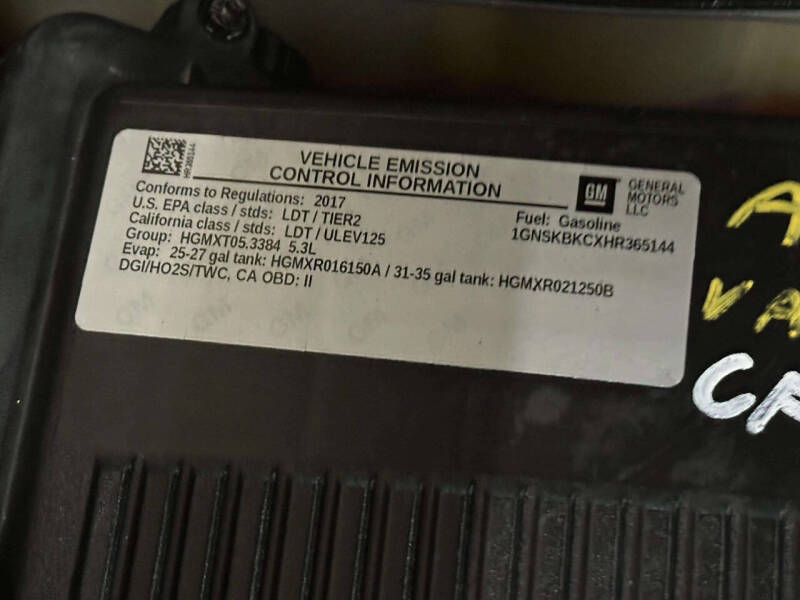 HR365144
VEHICLE EMISSION
CONTROL INFORMATION
GM
GENERAL
MOTORS
LLC
Conforms to Regulations: 2017
U.S. EPA class / stds: LDT / TIER2
California class / stds: LDT / ULEV125
Group: HGMXT05.3384 5.3L
Evap: 25-27 gal tank: HGMXR016150A / 31-35 gal tank: HGMXR021250B
DGI/HO2S/TWC, CA OBD: II
Fuel: Gasoline
1GNSKBKCXHR365144